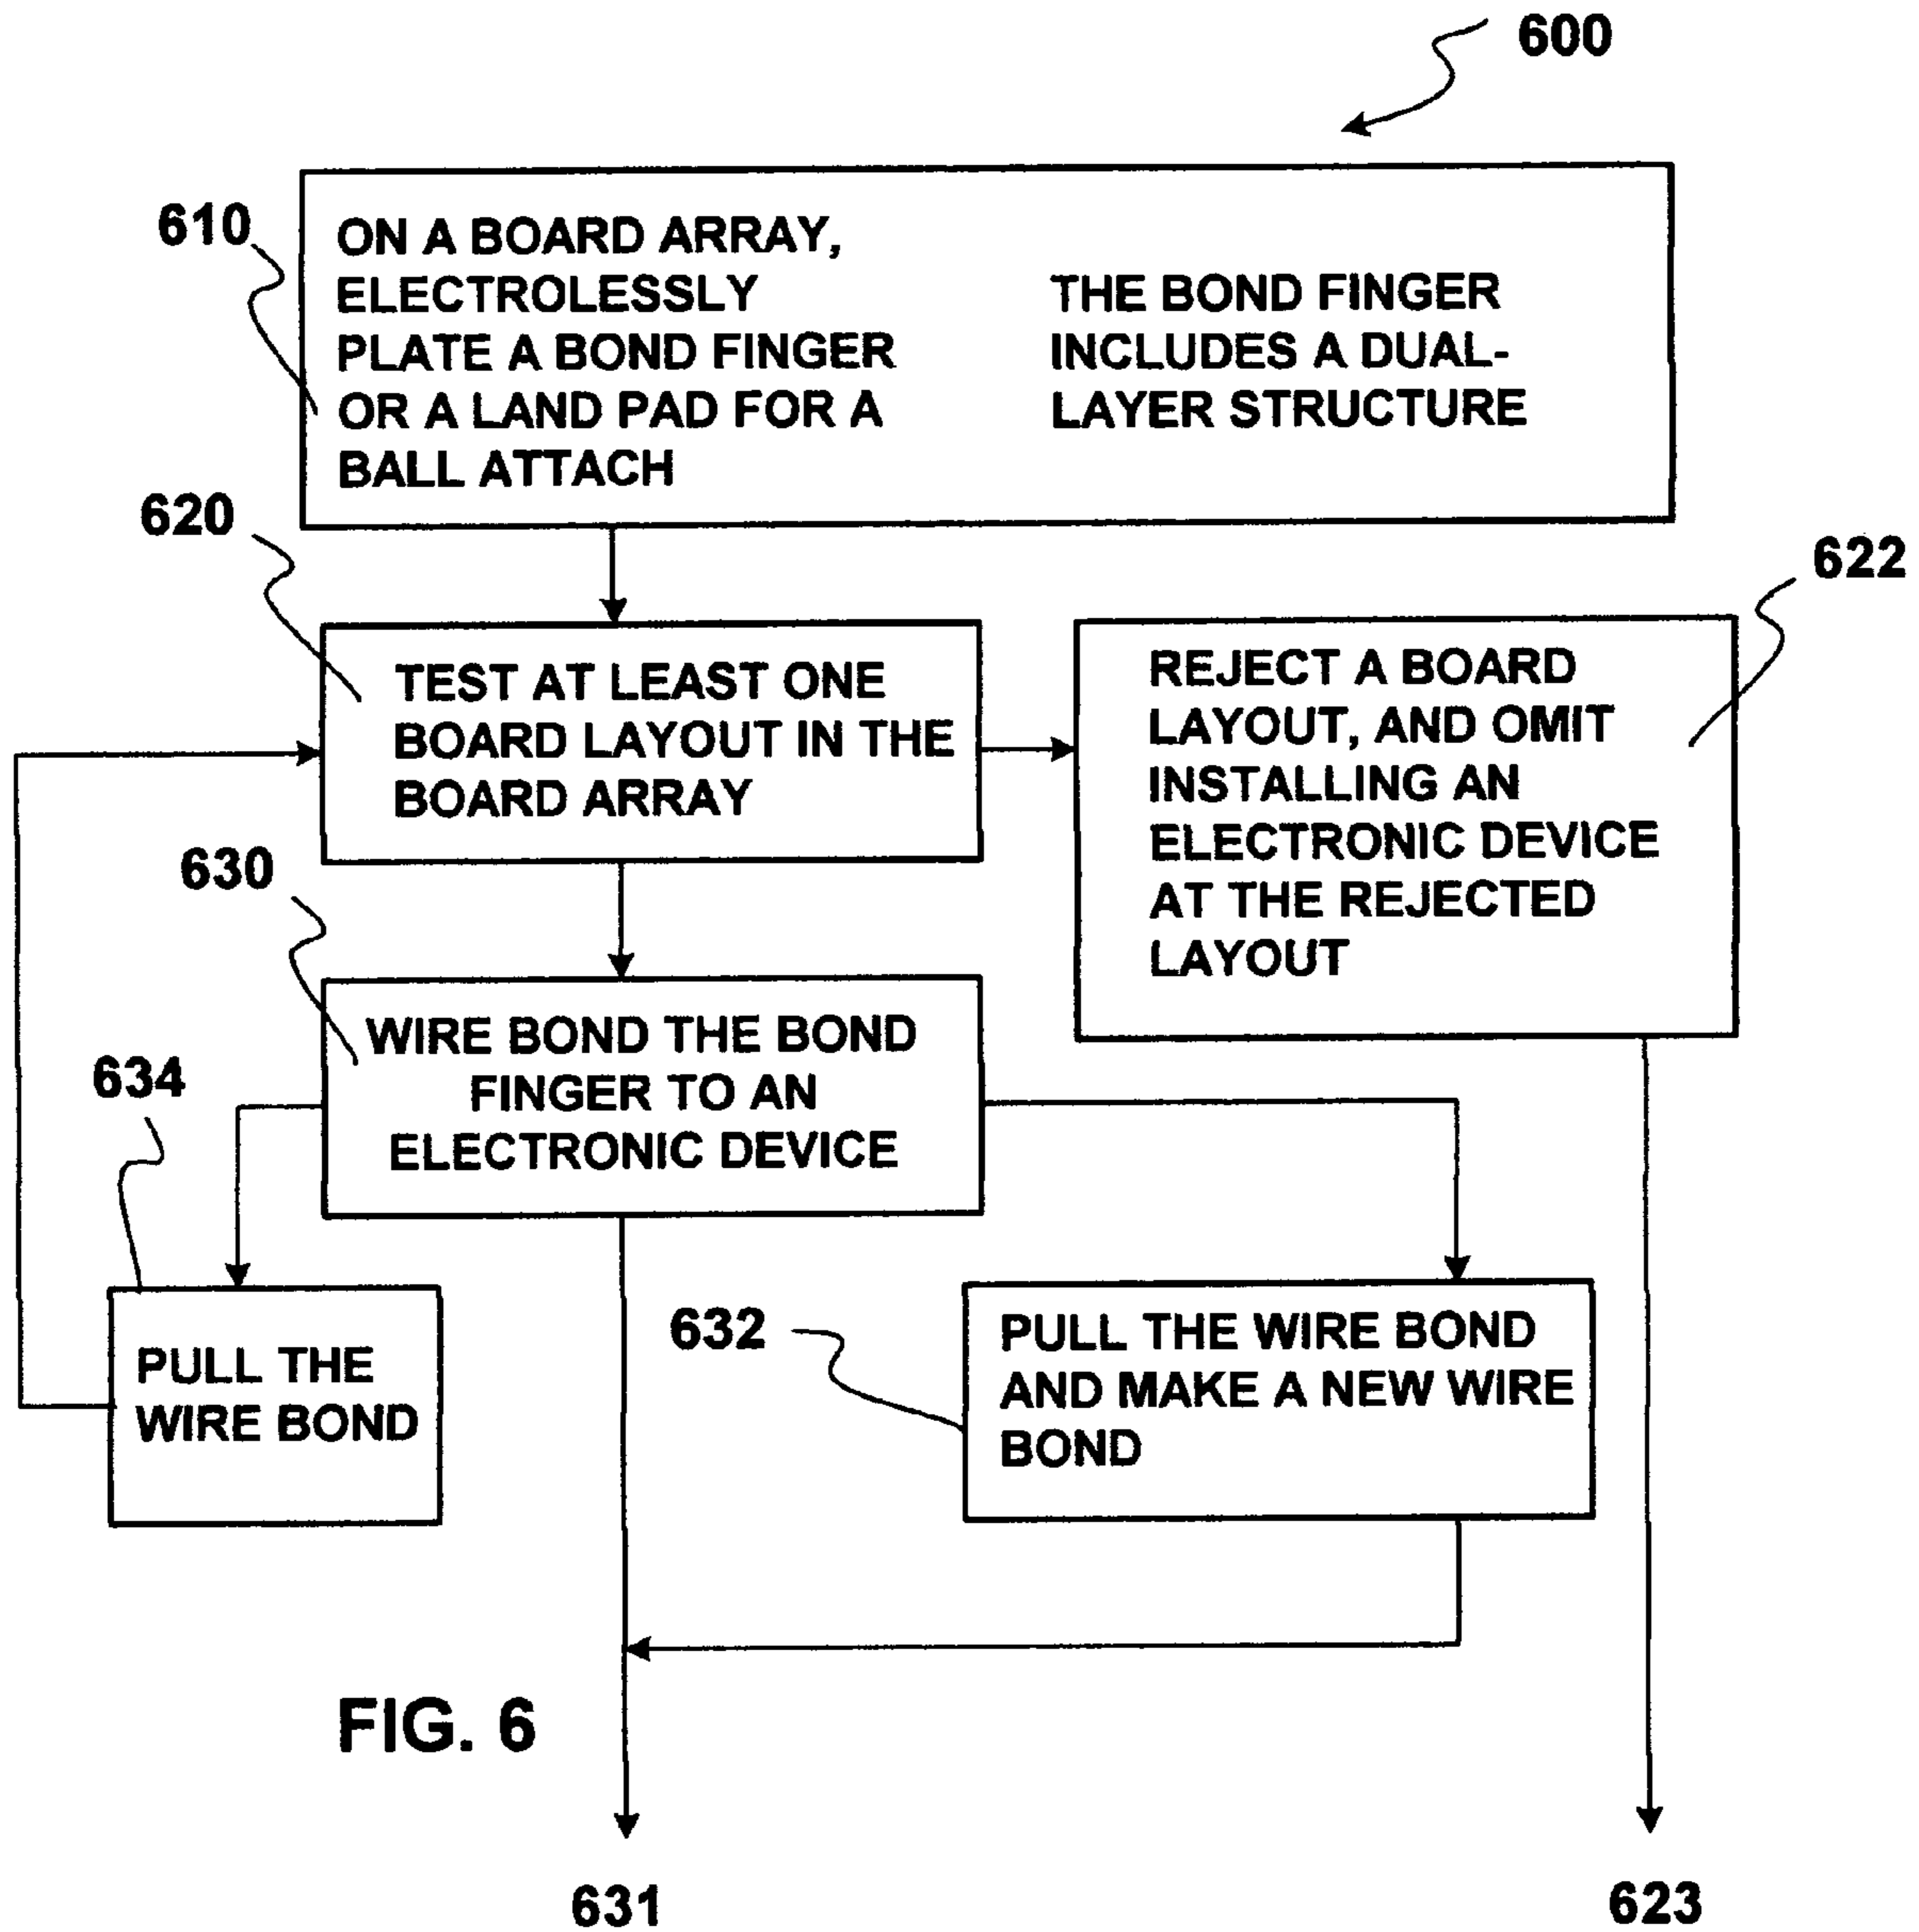 600
610
ON A BOARD ARRAY,
ELECTROLESSLY
PLATE A BOND FINGER
OR A LAND PAD FOR A
BALL ATTACH
THE BOND FINGER
INCLUDES A DUAL-
LAYER STRUCTURE
620
TEST AT LEAST ONE
BOARD LAYOUT IN THE
BOARD ARRAY
622
REJECT A BOARD
LAYOUT, AND OMIT
INSTALLING AN
ELECTRONIC DEVICE
AT THE REJECTED
LAYOUT
630
WIRE BOND THE BOND
FINGER TO AN
ELECTRONIC DEVICE
634
PULL THE
WIRE BOND
632
PULL THE WIRE BOND
AND MAKE A NEW WIRE
BOND
FIG. 6
631
623